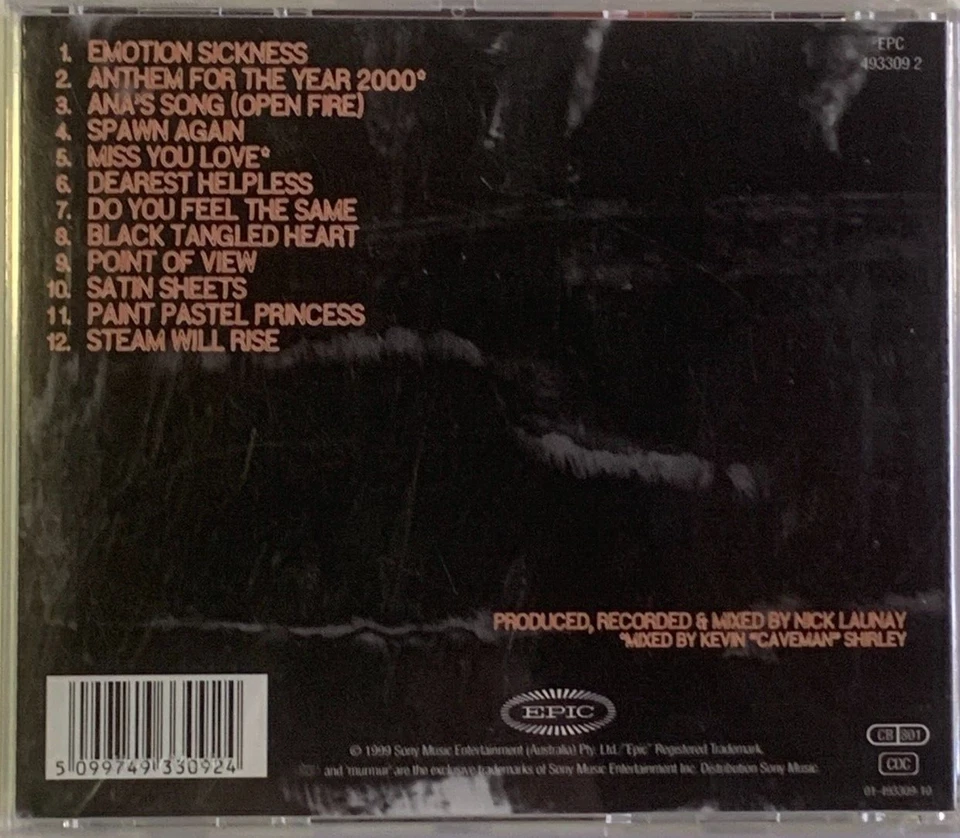 1. EMOTION SICKNESS
2. ANTHEM FOR THE YEAR 2000*
3. ANA'S SONG (OPEN FIRE)
4. SPAWN AGAIN
5. MISS YOU LOVE*
6. DEAREST HELPLESS
7. DO YOU FEEL THE SAME
8. BLACK TANGLED HEART
9. POINT OF VIEW
10. SATIN SHEETS
11. PAINT PASTEL PRINCESS
12. STEAM WILL RISE
EPC
493309 2
PRODUCED, RECORDED & MIXED BY NICK LAUNAY
*MIXED BY KEVIN "CAVEMAN" SHIRLEY
EPIC
© 1999 Sony Music Entertainment (Australia) Pty. Ltd./"Epic" Registered Trademark
and 'murmur' are the exclusive trademarks of Sony Music Entertainment Inc. Distribution Sony Music
5 099749 330924
CB 801
CDC
01-493309-10